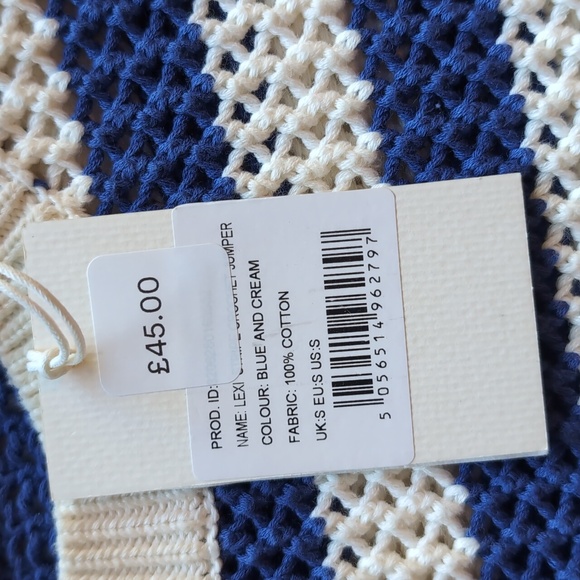 £45.00
PROD. ID:
NAME: LEXI CROCHET JUMPER
COLOUR: BLUE AND CREAM
FABRIC: 100% COTTON
UK:S EU:S US:S
5 056514 962797